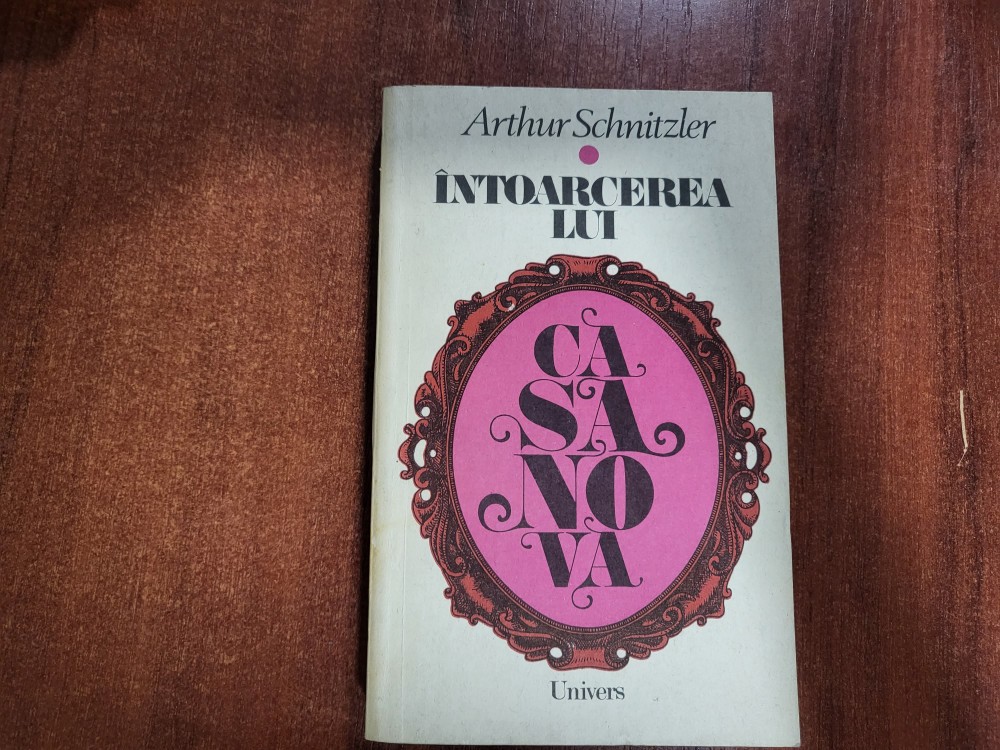 Arthur Schnitzler
ÎNTOARCEREA
LUI
CA
SA
NO
VA
Univers